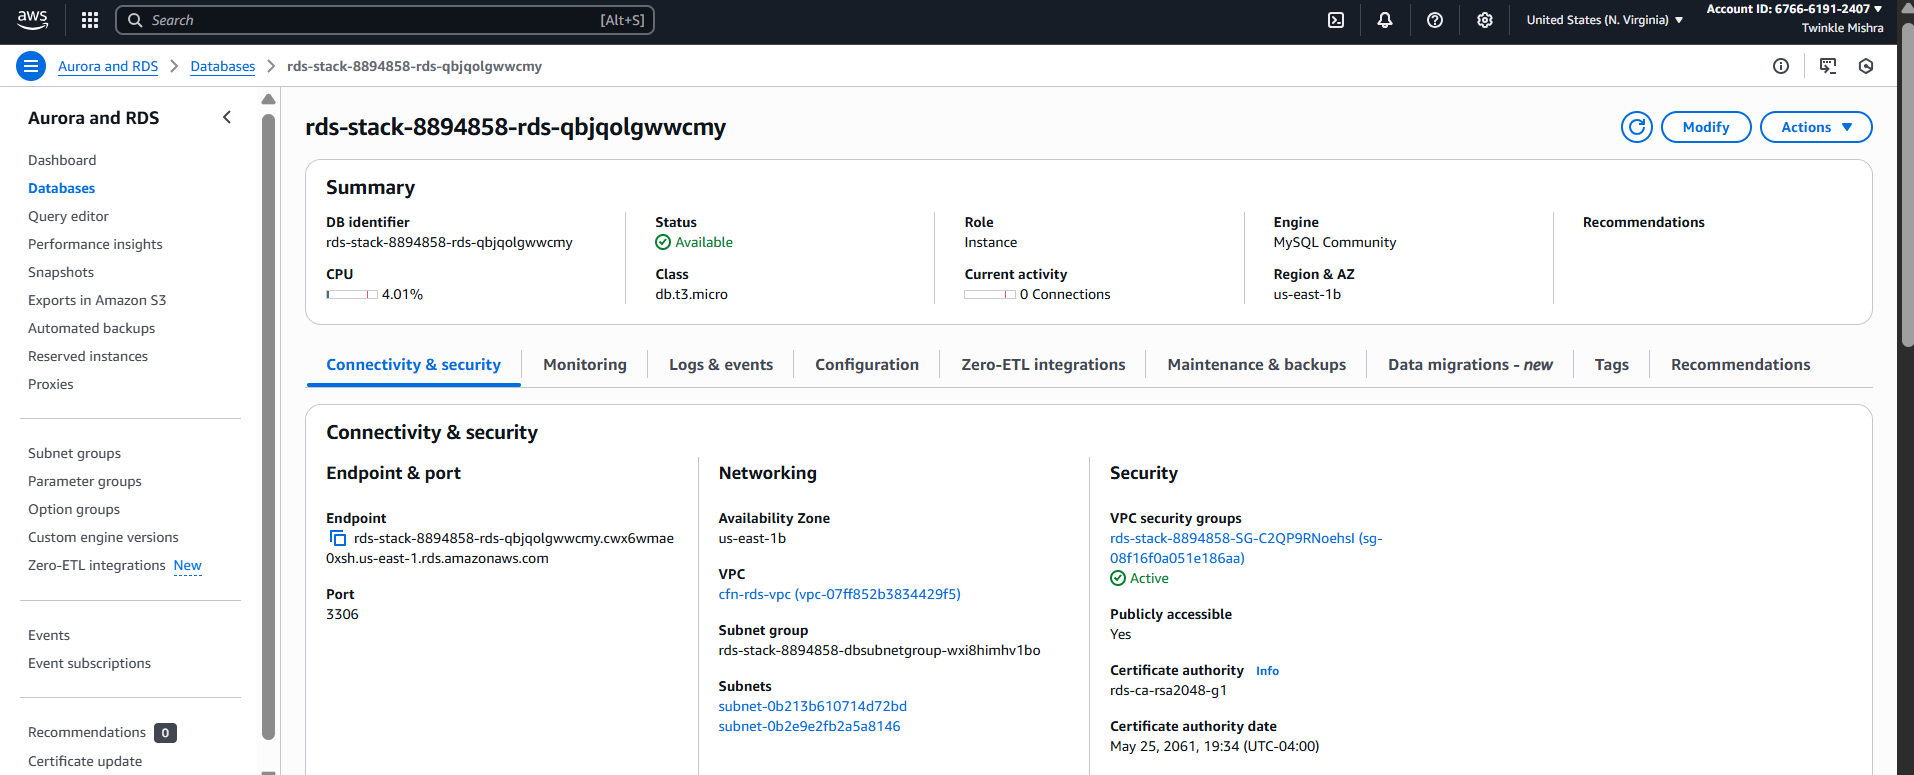 aws
Search
[Alt+S]
United States (N. Virginia)
Account ID: 6766-6191-2407
Twinkle Mishra
Aurora and RDS
Databases
rds-stack-8894858-rds-qbjqolgwwcmy
Aurora and RDS
Dashboard
Databases
Query editor
Performance insights
Snapshots
Exports in Amazon S3
Automated backups
Reserved instances
Proxies
Subnet groups
Parameter groups
Option groups
Custom engine versions
Zero-ETL integrations New
Events
Event subscriptions
Recommendations 0
Certificate update
rds-stack-8894858-rds-qbjqolgwwcmy
Modify
Actions
Summary
DB identifier
rds-stack-8894858-rds-qbjqolgwwcmy
CPU
4.01%
Status
Available
Class
db.t3.micro
Role
Instance
Current activity
0 Connections
Engine
MySQL Community
Region & AZ
us-east-1b
Recommendations
Connectivity & security
Monitoring
Logs & events
Configuration
Zero-ETL integrations
Maintenance & backups
Data migrations - new
Tags
Recommendations
Connectivity & security
Endpoint & port
Endpoint
rds-stack-8894858-rds-qbjqolgwwcmy.cwx6wmae
0xsh.us-east-1.rds.amazonaws.com
Port
3306
Networking
Availability Zone
us-east-1b
VPC
cfn-rds-vpc (vpc-07ff852b3834429f5)
Subnet group
rds-stack-8894858-dbsubnetgroup-wxi8himhv1bo
Subnets
subnet-0b213b610714d72bd
subnet-0b2e9e2fb2a5a8146
Security
VPC security groups
rds-stack-8894858-SG-C2QP9RNoehsI (sg-
08f16f0a051e186aa)
Active
Publicly accessible
Yes
Certificate authority Info
rds-ca-rsa2048-g1
Certificate authority date
May 25, 2061, 19:34 (UTC-04:00)